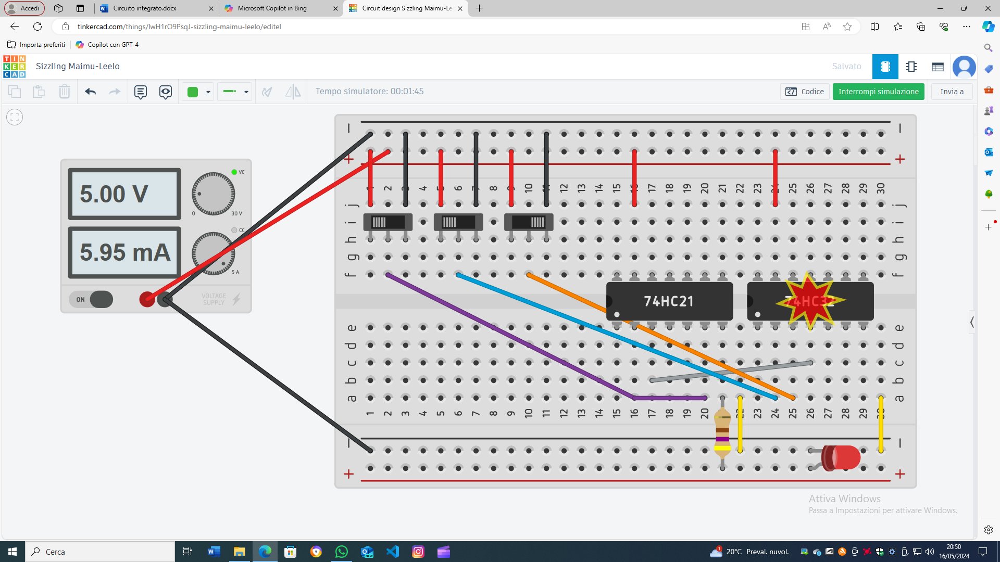 Accedi
Circuito integrato.docx
Microsoft Copilot in Bing
Circuit design Sizzling Maimu-Le
tinkercad.com/things/lwH1rO9PsqJ-sizzling-maimu-leelo/editel
Importa preferiti
Copilot con GPT-4
TIN
KER
CAD
Sizzling Maimu-Leelo
Salvato
Tempo simulatore: 00:01:45
Codice
Interrompi simulazione
Invia a
5.00 V
VC
0
30 V
5.95 mA
CC
5 A
ON
VOLTAGE
SUPPLY
1 2 3 4 5 6 7 8 9 10 11 12 13 14 15 16 17 18 19 20 21 22 23 24 25 26 27 28 29 30
j j
i i
h h
g g
f f
74HC21
74HC32
e e
d d
c c
b b
a a
1 2 3 4 5 6 7 8 9 10 11 12 13 14 15 16 17 18 19 20 22 23 24 25 26 27 28 29 30
Attiva Windows
Passa a Impostazioni per attivare Windows.
Cerca
NEW
1
20°C Preval. nuvol.
20:50
16/05/2024